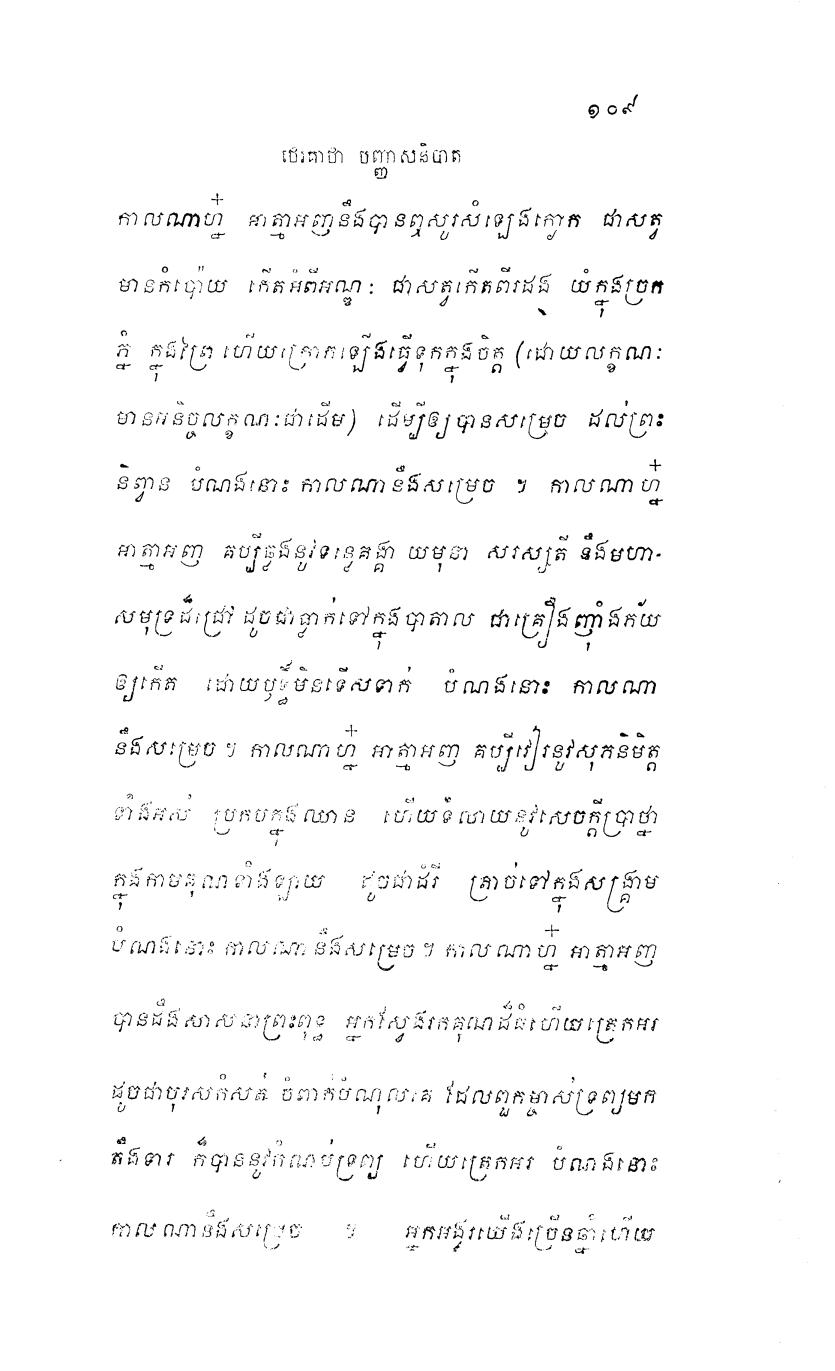 ១០៩
ថេរគាថា បញ្ញាសនិបាត
កាលណាហ្ន៎ អាត្មាអញនឹងបានឮសូរសំឡេងក្ងោក ជាសត្វ
មានកំប៉ោយ កើតអំពីអណ្ឌៈ ជាសត្វកើតពីរដង យំក្នុងច្រក
ភ្នំ ក្នុងព្រៃ ហើយក្រោកឡើងធ្វើទុកក្នុងចិត្ត (ដោយលក្ខណៈ
មានអនិច្ចលក្ខណៈជាដើម) ដើម្បីឲ្យបានសម្រេច ដល់ព្រះ
និព្វាន បំណងនោះ កាលណានឹងសម្រេច ។ កាលណាហ្ន៎
អាត្មាអញ គប្បីឆ្លងនូវទន្លេគង្គា យមុនា សរស្សតី នឹងមហា-
សមុទ្រដ៏ជ្រៅ ដូចជាធ្លាក់ទៅក្នុងបាតាល ជាគ្រឿងញ៉ាំងភ័យ
ឲ្យកើត ដោយឫទ្ធិមិនទើសទាក់ បំណងនោះ កាលណា
នឹងសម្រេច ។ កាលណាហ្ន៎ អាត្មាអញ គប្បីវៀរនូវសុភនិមិត្ត
ទាំងអស់ ប្រកបក្នុងឈាន ហើយទំលាយនូវសេចក្តីប្រាថ្នា
ក្នុងកាមគុណទាំងឡាយ ដូចជាដំរី ត្រាច់ទៅក្នុងសង្គ្រាម
បំណងនោះ កាលណានឹងសម្រេច ។ កាលណាហ្ន៎ អាត្មាអញ
បានដឹងសាសនាព្រះពុទ្ធ អ្នកស្វែងរកគុណដ៏ធំហើយត្រេកអរ
ដូចជាបុរសកំសត់ ចំពាក់បំណុលគេ ដែលពួកម្ចាស់ទ្រព្យមក
តឹងទារ ក៏បាននូវកំណប់ទ្រព្យ ហើយត្រេកអរ បំណងនោះ
កាលណានឹងសម្រេច ។ អ្នកអង្វរយើងច្រើនឆ្នាំហើយ